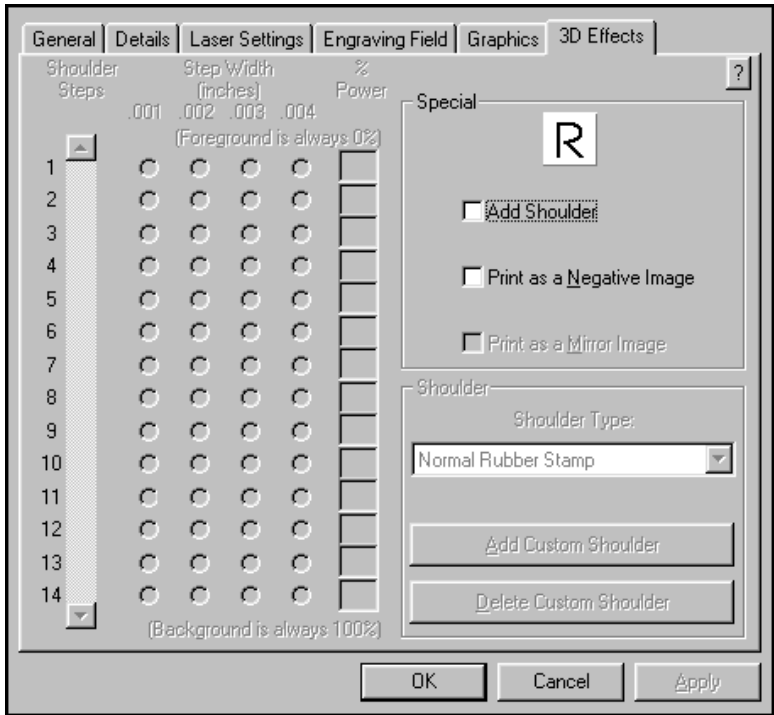 General Details Laser Settings Engraving Field Graphics 3D Effects
?
Shoulder Steps
Step Width (inches)
% Power
.001 .002 .003 .004
(Foreground is always 0%)
1
2
3
4
5
6
7
8
9
10
11
12
13
14
(Background is always 100%)
Special
R
Add Shoulder
Print as a Negative Image
Print as a Mirror Image
Shoulder
Shoulder Type:
Normal Rubber Stamp
Add Custom Shoulder
Delete Custom Shoulder
OK Cancel Apply